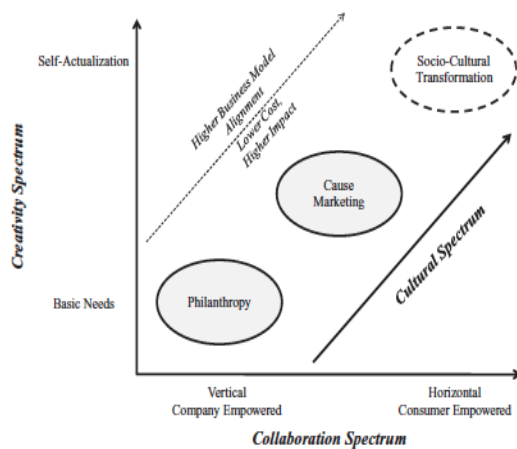 Self-Actualization
Socio-Cultural
Transformation
Higher Business Model
Alignment
Lower Cost,
Higher Impact
Creativity Spectrum
Cause
Marketing
Cultural Spectrum
Basic Needs
Philanthropy
Vertical
Company Empowered
Horizontal
Consumer Empowered
Collaboration Spectrum